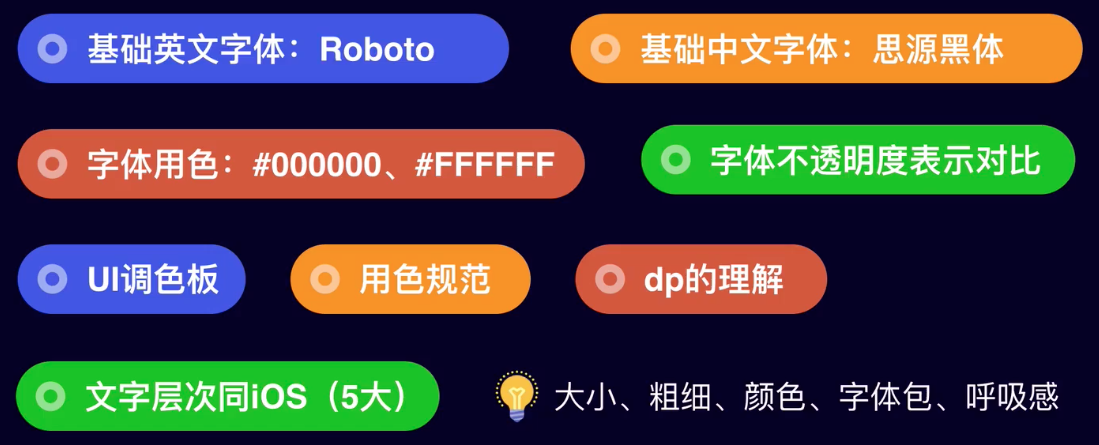 基础英文字体：Roboto
基础中文字体：思源黑体
字体用色：#000000、#FFFFFF
字体不透明度表示对比
UI调色板
用色规范
dp的理解
文字层次同iOS（5大）
大小、粗细、颜色、字体包、呼吸感